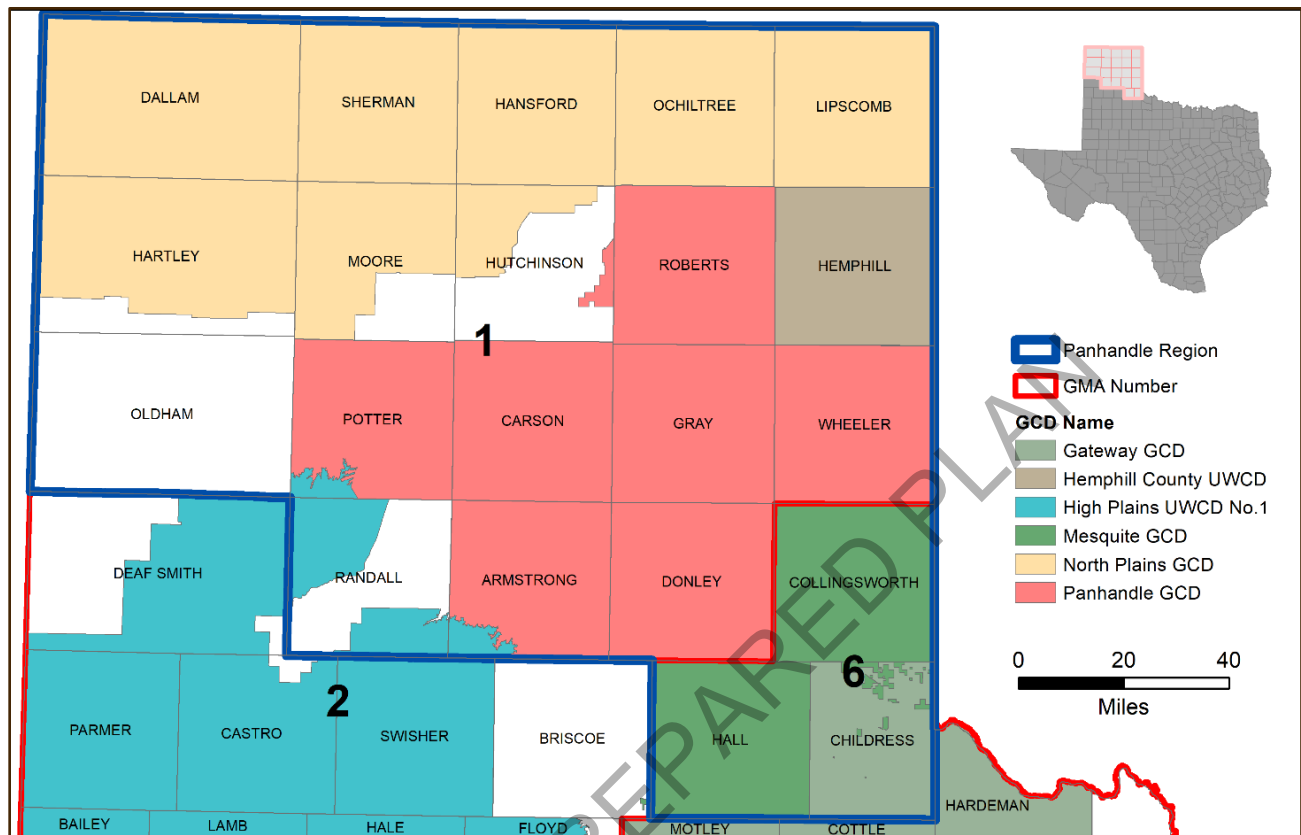 DALLAM
SHERMAN
HANSFORD
OCHILTREE
LIPSCOMB
HARTLEY
MOORE
HUTCHINSON
ROBERTS
HEMPHILL
1
OLDHAM
POTTER
CARSON
GRAY
WHEELER
DEAF SMITH
RANDALL
ARMSTRONG
DONLEY
COLLINGSWORTH
2
6
PARMER
CASTRO
SWISHER
BRISCOE
HALL
CHILDRESS
HARDEMAN
BAILEY
LAMB
HALE
FLOYD
MOTLEY
COTTLE
Panhandle Region
GMA Number
GCD Name
Gateway GCD
Hemphill County UWCD
High Plains UWCD No.1
Mesquite GCD
North Plains GCD
Panhandle GCD
0 20 40
Miles
PREPARED PLAN